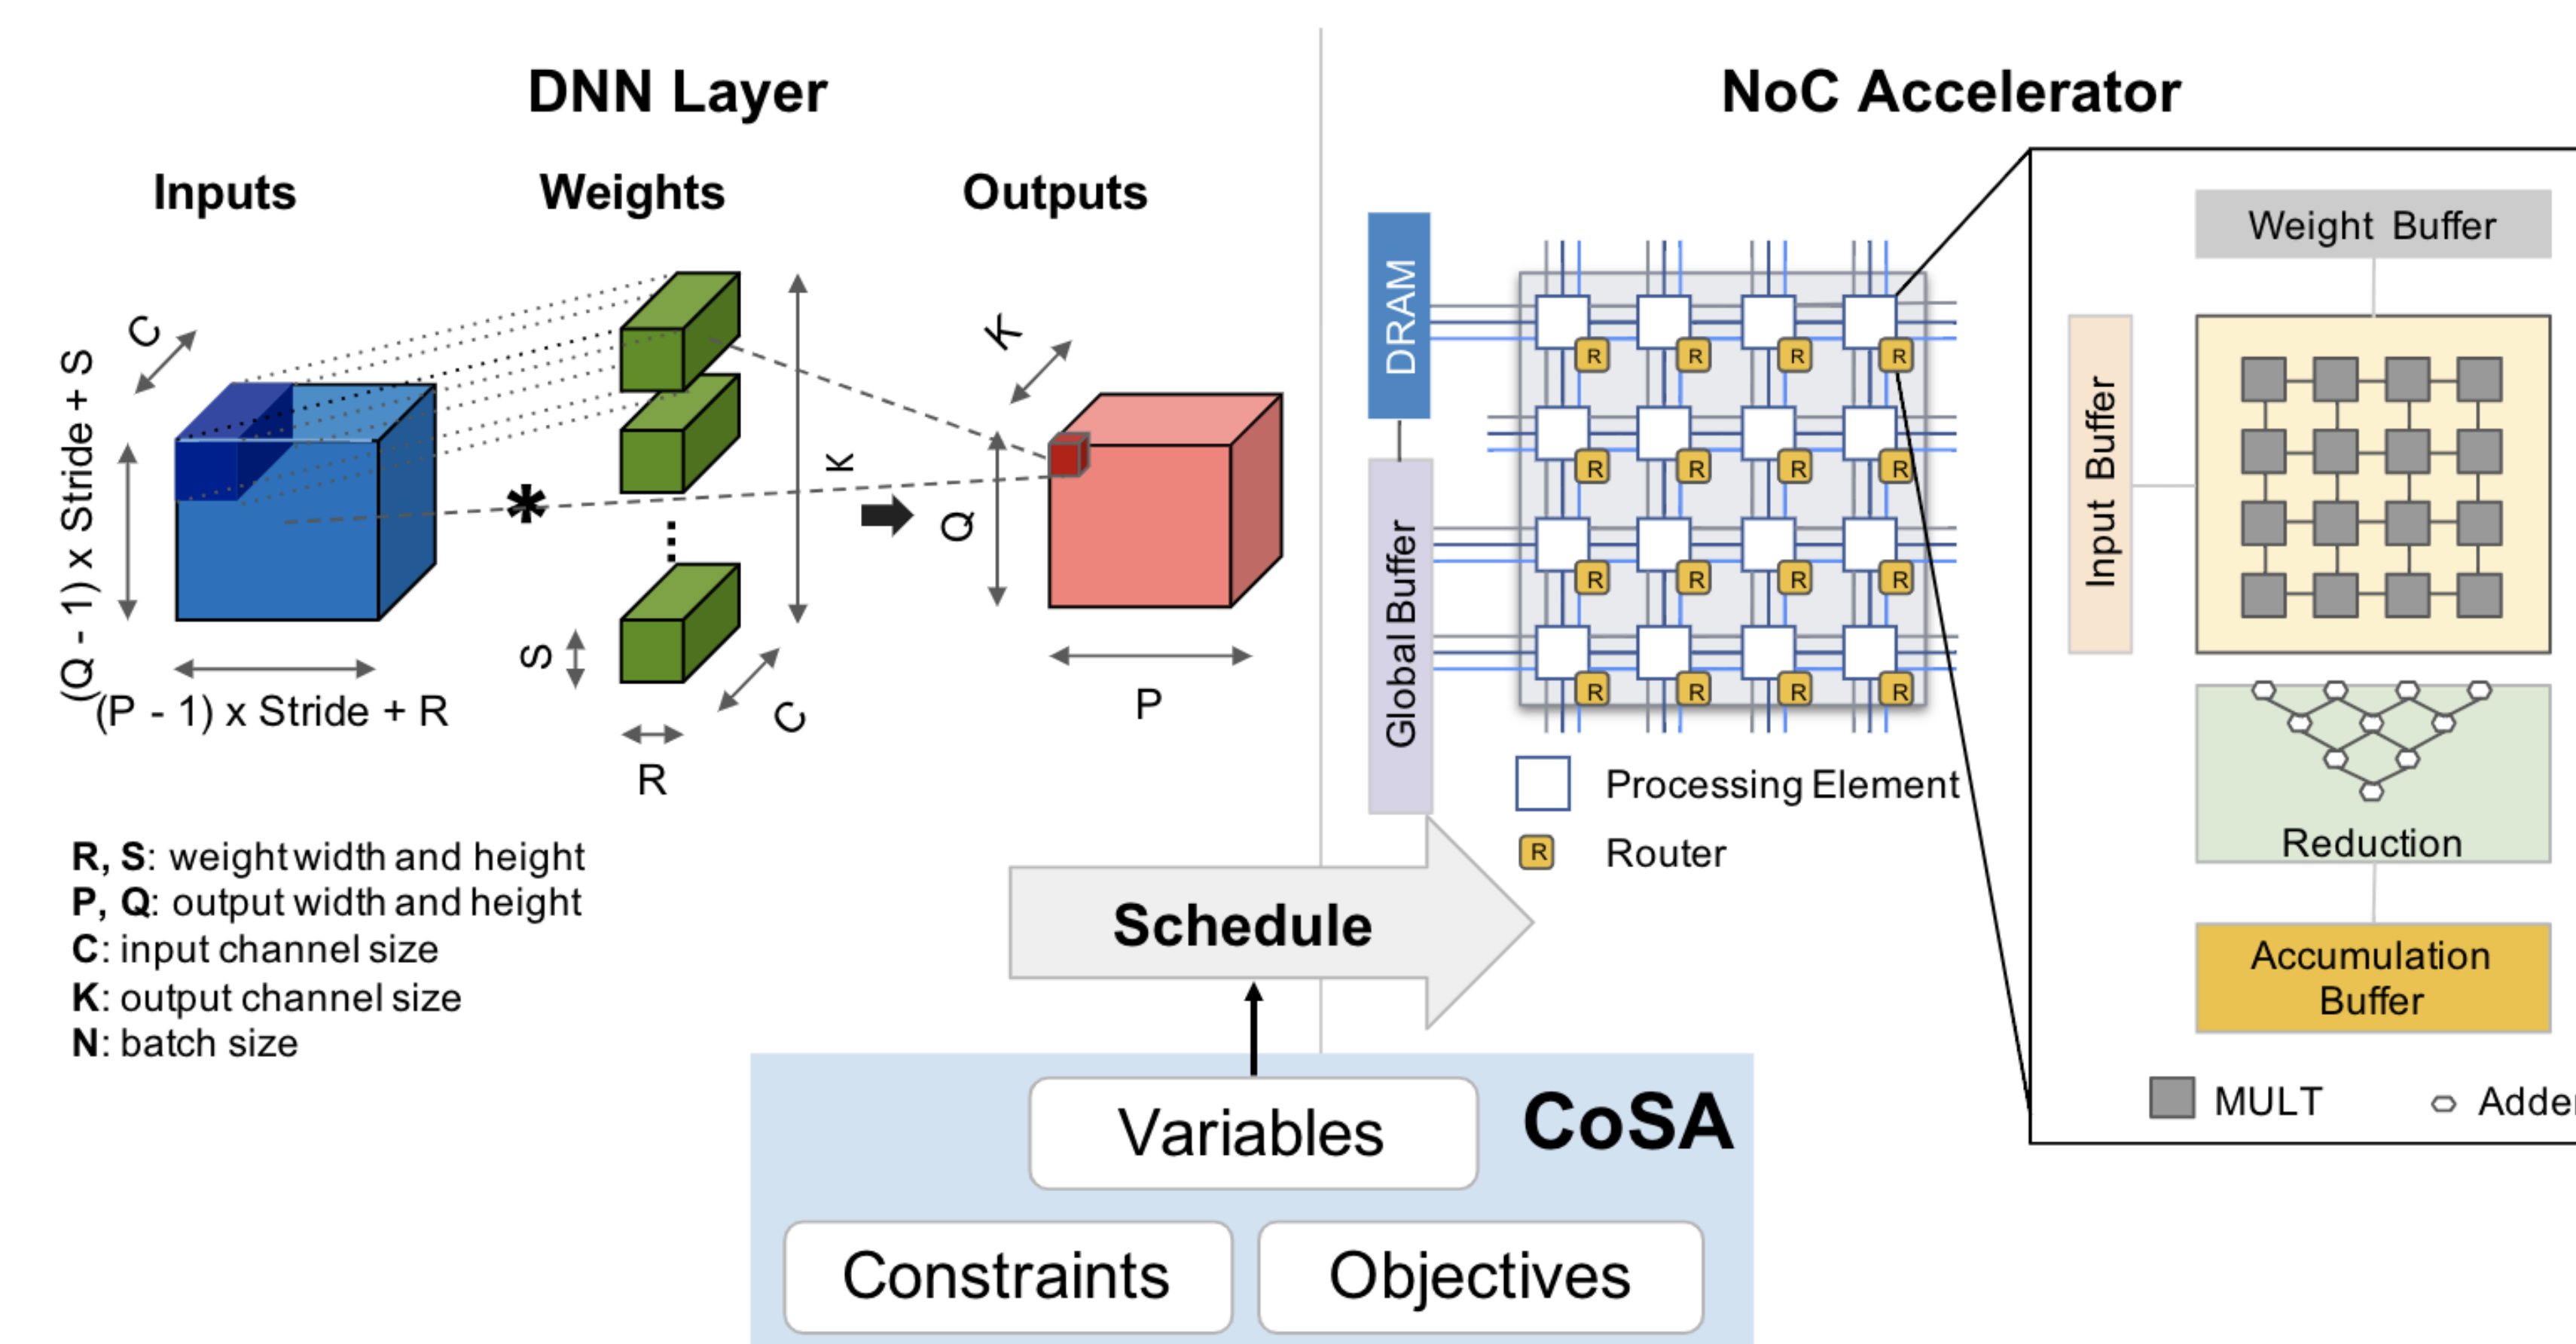 DNN Layer
Inputs
Weights
Outputs
C
(Q - 1) x Stride + S
(P - 1) x Stride + R
*
K
S
R
C
K
Q
P
R, S: weight width and height
P, Q: output width and height
C: input channel size
K: output channel size
N: batch size
NoC Accelerator
DRAM
Global Buffer
R R R R
R R R R
R R R R
R R R R
Processing Element
R Router
Weight Buffer
Input Buffer
Reduction
Accumulation
Buffer
MULT
Adde
Schedule
CoSA
Variables
Constraints
Objectives